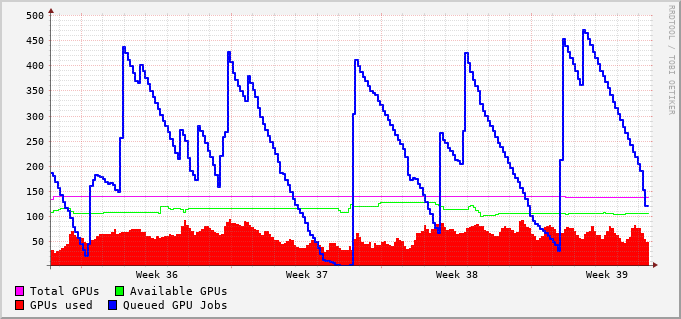 500
450
400
350
300
250
200
150
100
50
Week 36 Week 37 Week 38 Week 39
Total GPUs Available GPUs
GPUs used Queued GPU Jobs
RRDTOOL / TOBI OETIKER